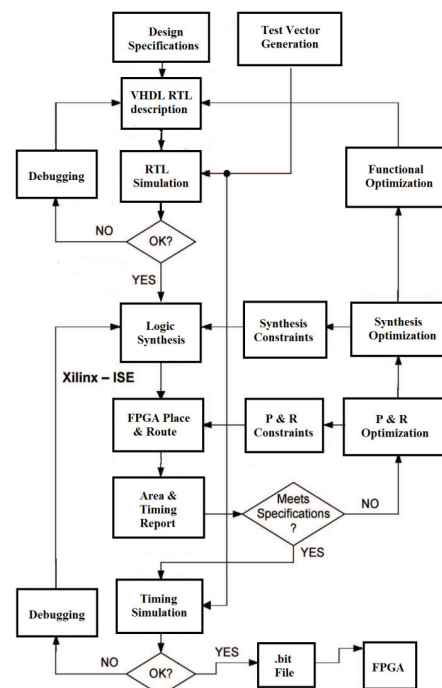 Design
Specifications
Test Vector
Generation
VHDL RTL
description
Debugging
RTL
Simulation
Functional
Optimization
NO
OK?
YES
Logic
Synthesis
Synthesis
Constraints
Synthesis
Optimization
Xilinx – ISE
FPGA Place
& Route
P & R
Constraints
P & R
Optimization
Area &
Timing
Report
Meets
Specifications
?
NO
YES
Debugging
Timing
Simulation
NO
OK?
YES
.bit
File
FPGA